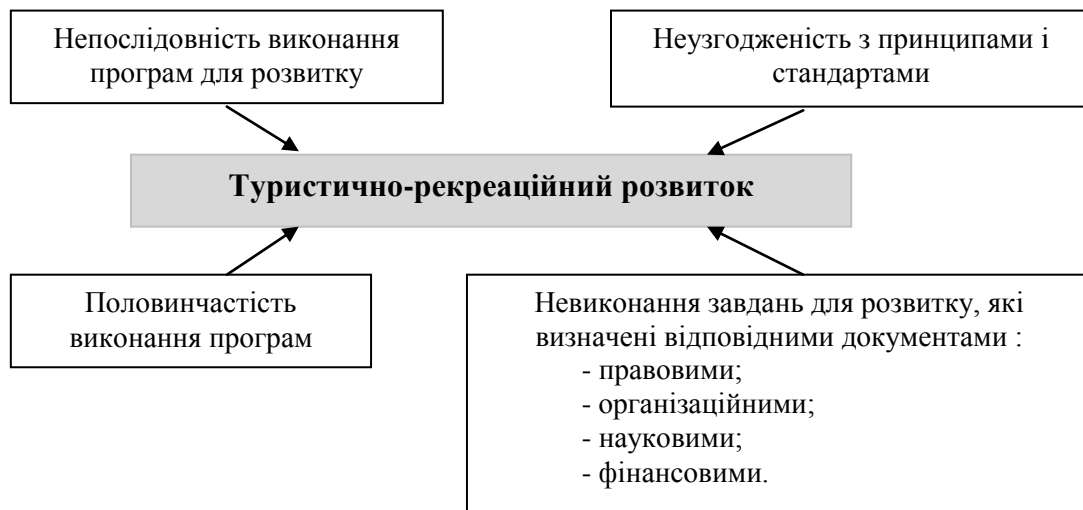 Непослідовність виконання
програм для розвитку
Неузгодженість з принципами і
стандартами
Туристично-рекреаційний розвиток
Половинчастість
виконання програм
Невиконання завдань для розвитку, які
визначені відповідними документами :
- правовими;
- організаційними;
- науковими;
- фінансовими.